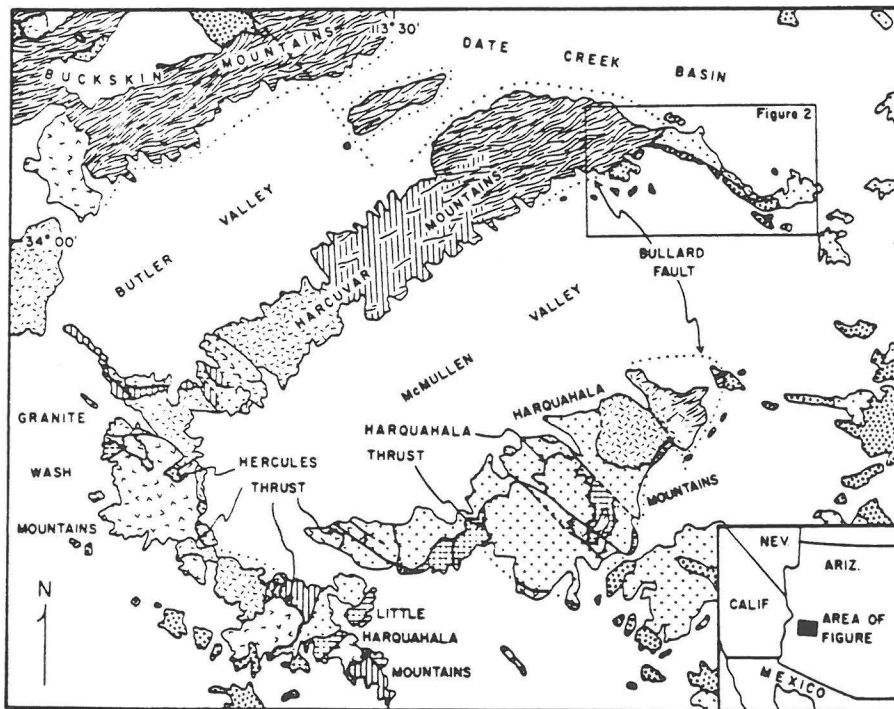 113° 30'
BUCKSKIN MOUNTAINS
DATE CREEK BASIN
Figure 2
BUTLER VALLEY
HARCUVAR MOUNTAINS
34° 00'
BULLARD
FAULT
McMULLEN VALLEY
GRANITE
WASH
MOUNTAINS
HARQUAHALA
MOUNTAINS
HARQUAHALA
THRUST
HERCULES
THRUST
N
LITTLE
HARQUAHALA
MOUNTAINS
NEV.
ARIZ.
CALIF
AREA OF
FIGURE
MEXICO